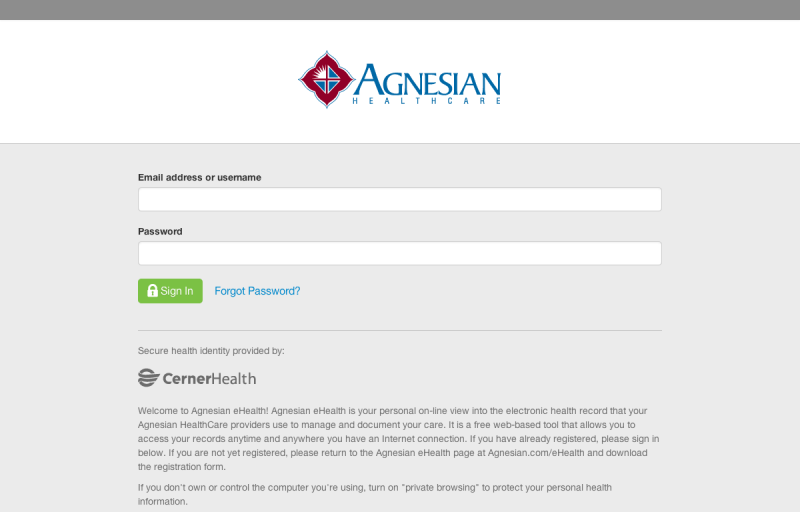 AGNESIAN
HEALTHCARE
Email address or username
Password
Sign In
Forgot Password?
Secure health identity provided by:
CernerHealth
Welcome to Agnesian eHealth! Agnesian eHealth is your personal on-line view into the electronic health record that your
Agnesian HealthCare providers use to manage and document your care. It is a free web-based tool that allows you to
access your records anytime and anywhere you have an Internet connection. If you have already registered, please sign in
below. If you are not yet registered, please return to the Agnesian eHealth page at Agnesian.com/eHealth and download
the registration form.
If you don't own or control the computer you're using, turn on "private browsing" to protect your personal health
information.